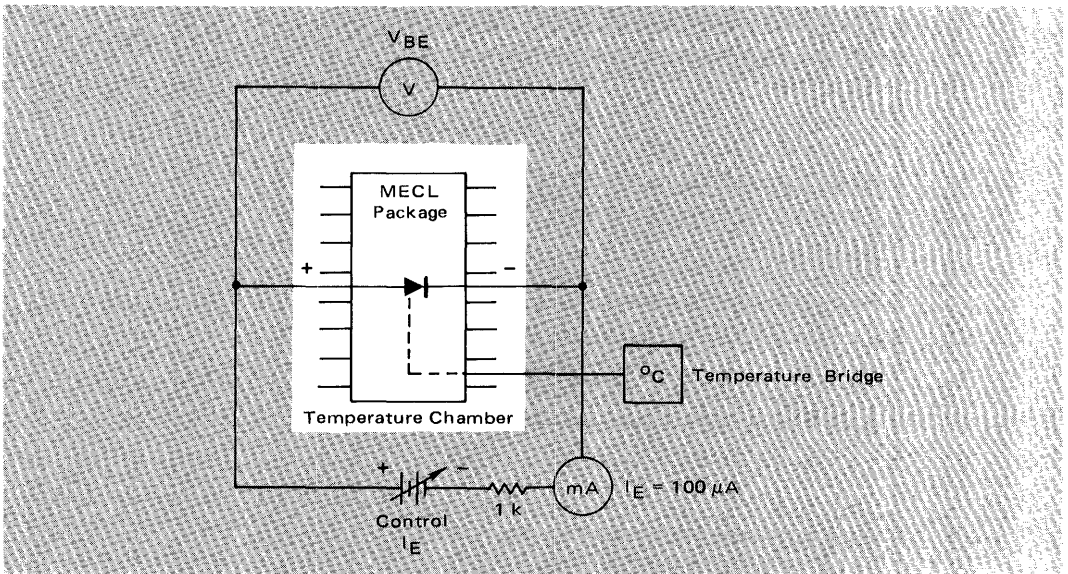 VBE
V
MECL
Package
+ -
°C Temperature Bridge
Temperature Chamber
+ -
mA IE = 100 μA
1 k
Control
IE